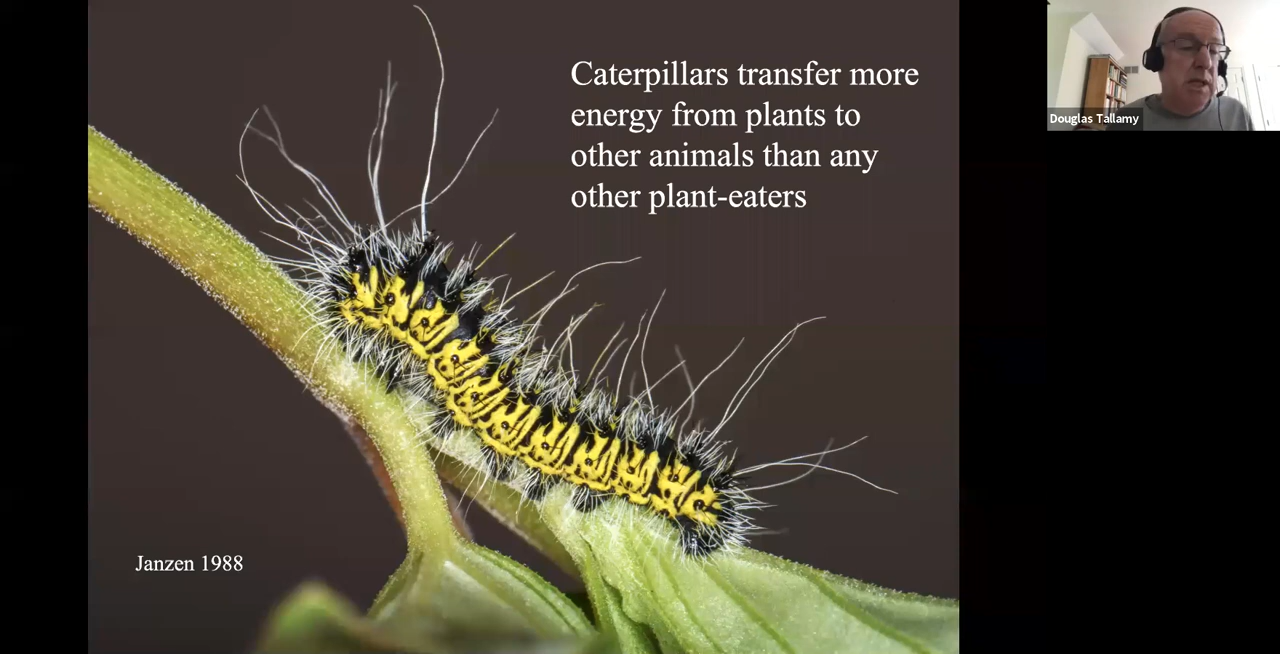 Caterpillars transfer more
energy from plants to
other animals than any
other plant-eaters
Douglas Tallamy
Janzen 1988